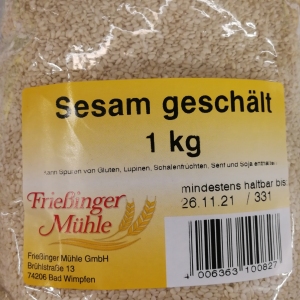 Sesam geschält
1 kg
Kann Spuren von Gluten, Lupinen, Schalenfrüchten, Senf und Soja enthalten
Frießinger
Mühle
mindestens haltbar bis
26.11.21 / 331
Frießinger Mühle GmbH
Brühlstraße 13
74206 Bad Wimpfen
4 006363 100827